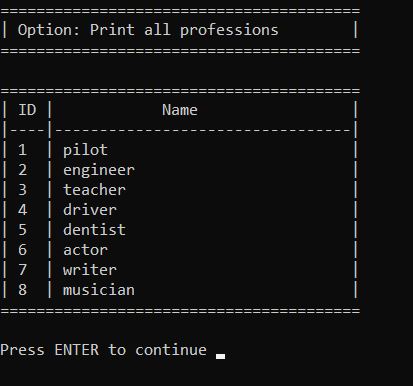 ========================================
| Option: Print all professions        |
========================================
========================================
| ID |            Name                 |
|----|---------------------------------|
| 1  | pilot                           |
| 2  | engineer                        |
| 3  | teacher                         |
| 4  | driver                          |
| 5  | dentist                         |
| 6  | actor                           |
| 7  | writer                          |
| 8  | musician                        |
========================================
Press ENTER to continue